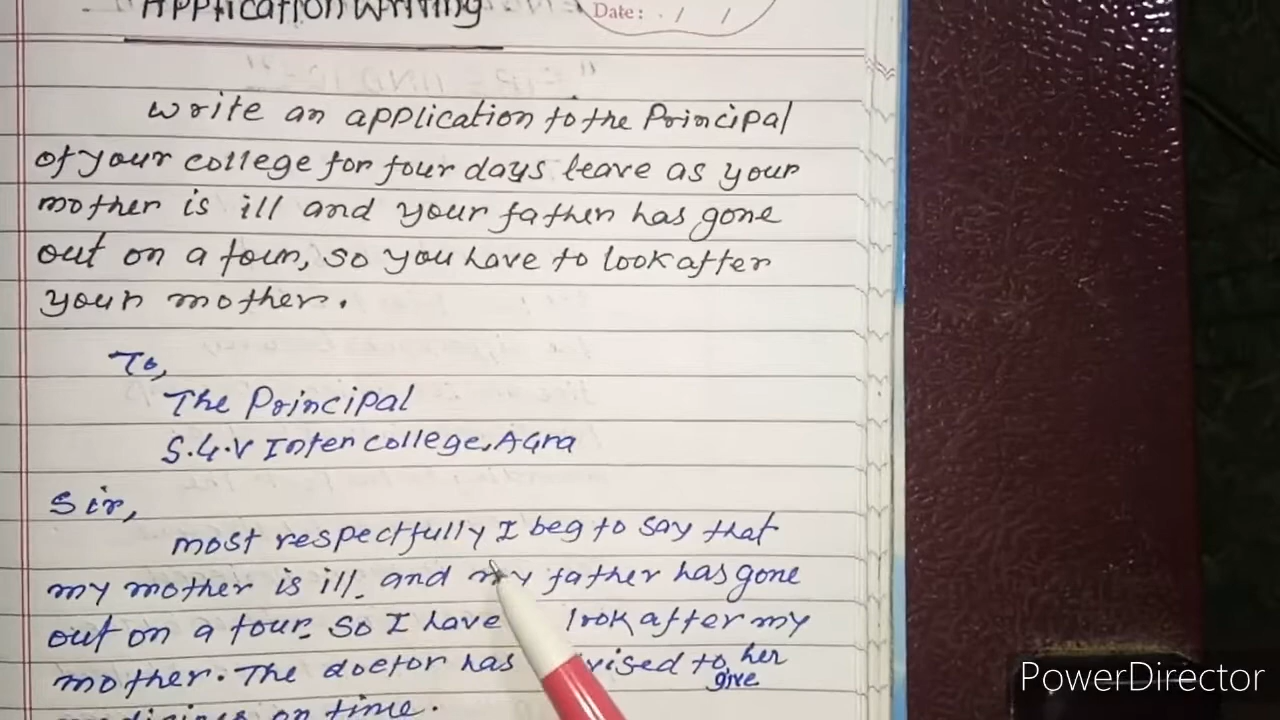 Application Writing
Date: / /
Write an application to the Principal
of your college for four days leave as your
mother is ill and your father has gone
out on a tour, so you have to look after
your mother.
To,
The Principal
S.G.V Inter college, Agra
Sir,
most respectfully I beg to say that
my mother is ill. and my father has gone
out on a tour. So I have look after my
mother. The doctor has to her
give
on time.
PowerDirector